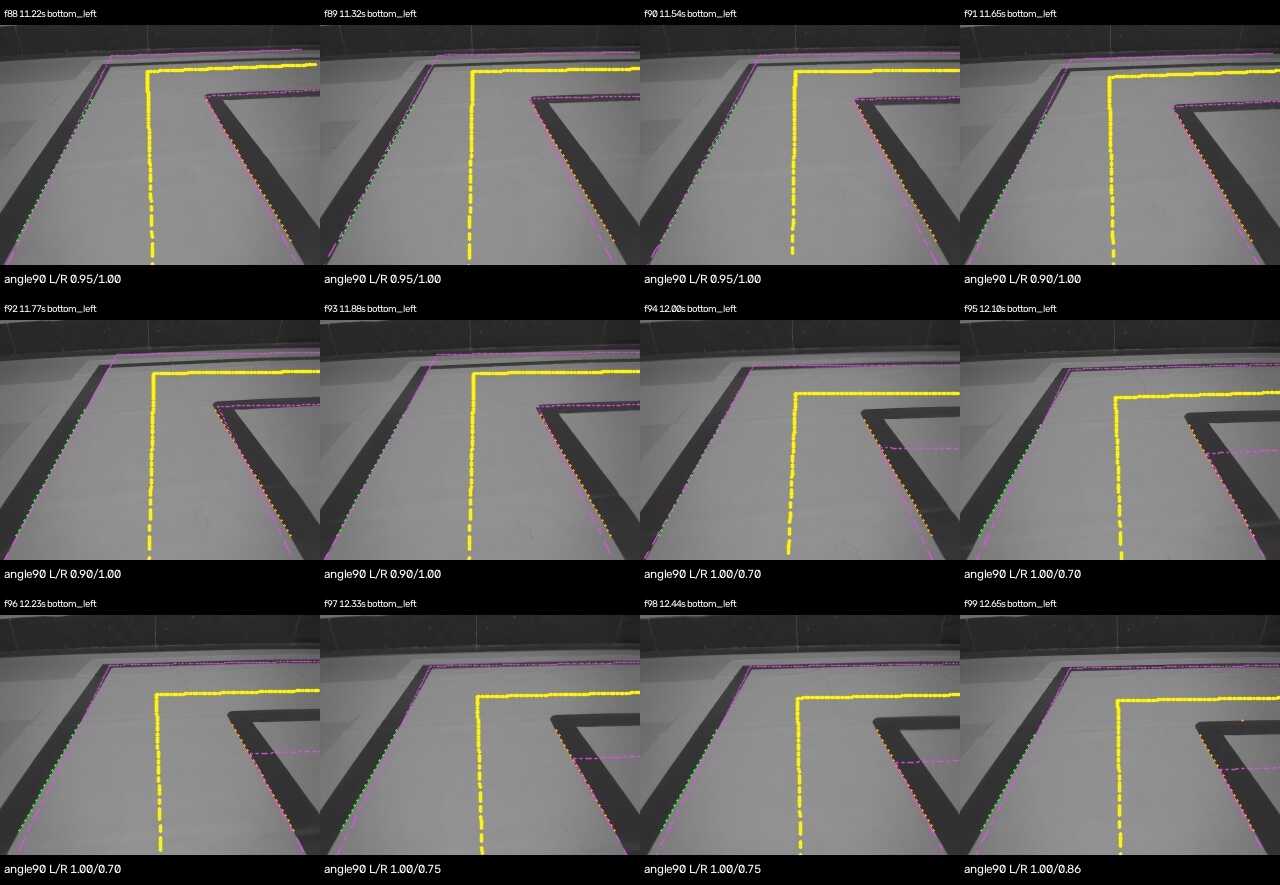 f88 11.22s bottom_left
f89 11.32s bottom_left
f90 11.54s bottom_left
f91 11.65s bottom_left
angle90 L/R 0.95/1.00
angle90 L/R 0.95/1.00
angle90 L/R 0.95/1.00
angle90 L/R 0.90/1.00
f92 11.77s bottom_left
f93 11.88s bottom_left
f94 12.00s bottom_left
f95 12.10s bottom_left
angle90 L/R 0.90/1.00
angle90 L/R 0.90/1.00
angle90 L/R 1.00/0.70
angle90 L/R 1.00/0.70
f96 12.23s bottom_left
f97 12.33s bottom_left
f98 12.44s bottom_left
f99 12.65s bottom_left
angle90 L/R 1.00/0.70
angle90 L/R 1.00/0.75
angle90 L/R 1.00/0.75
angle90 L/R 1.00/0.86